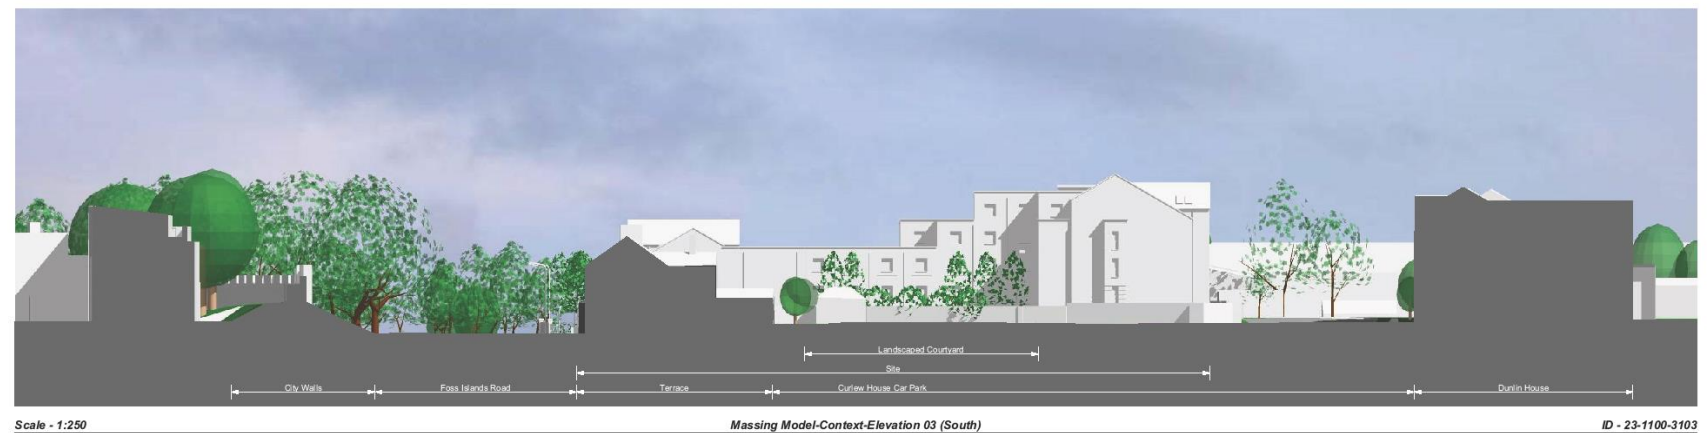 Landscaped Courtyard
Site
City Walls
Foss Islands Road
Terrace
Curlew House Car Park
Dunlin House
Scale - 1:250
Massing Model-Context-Elevation 03 (South)
ID - 23-1100-3103